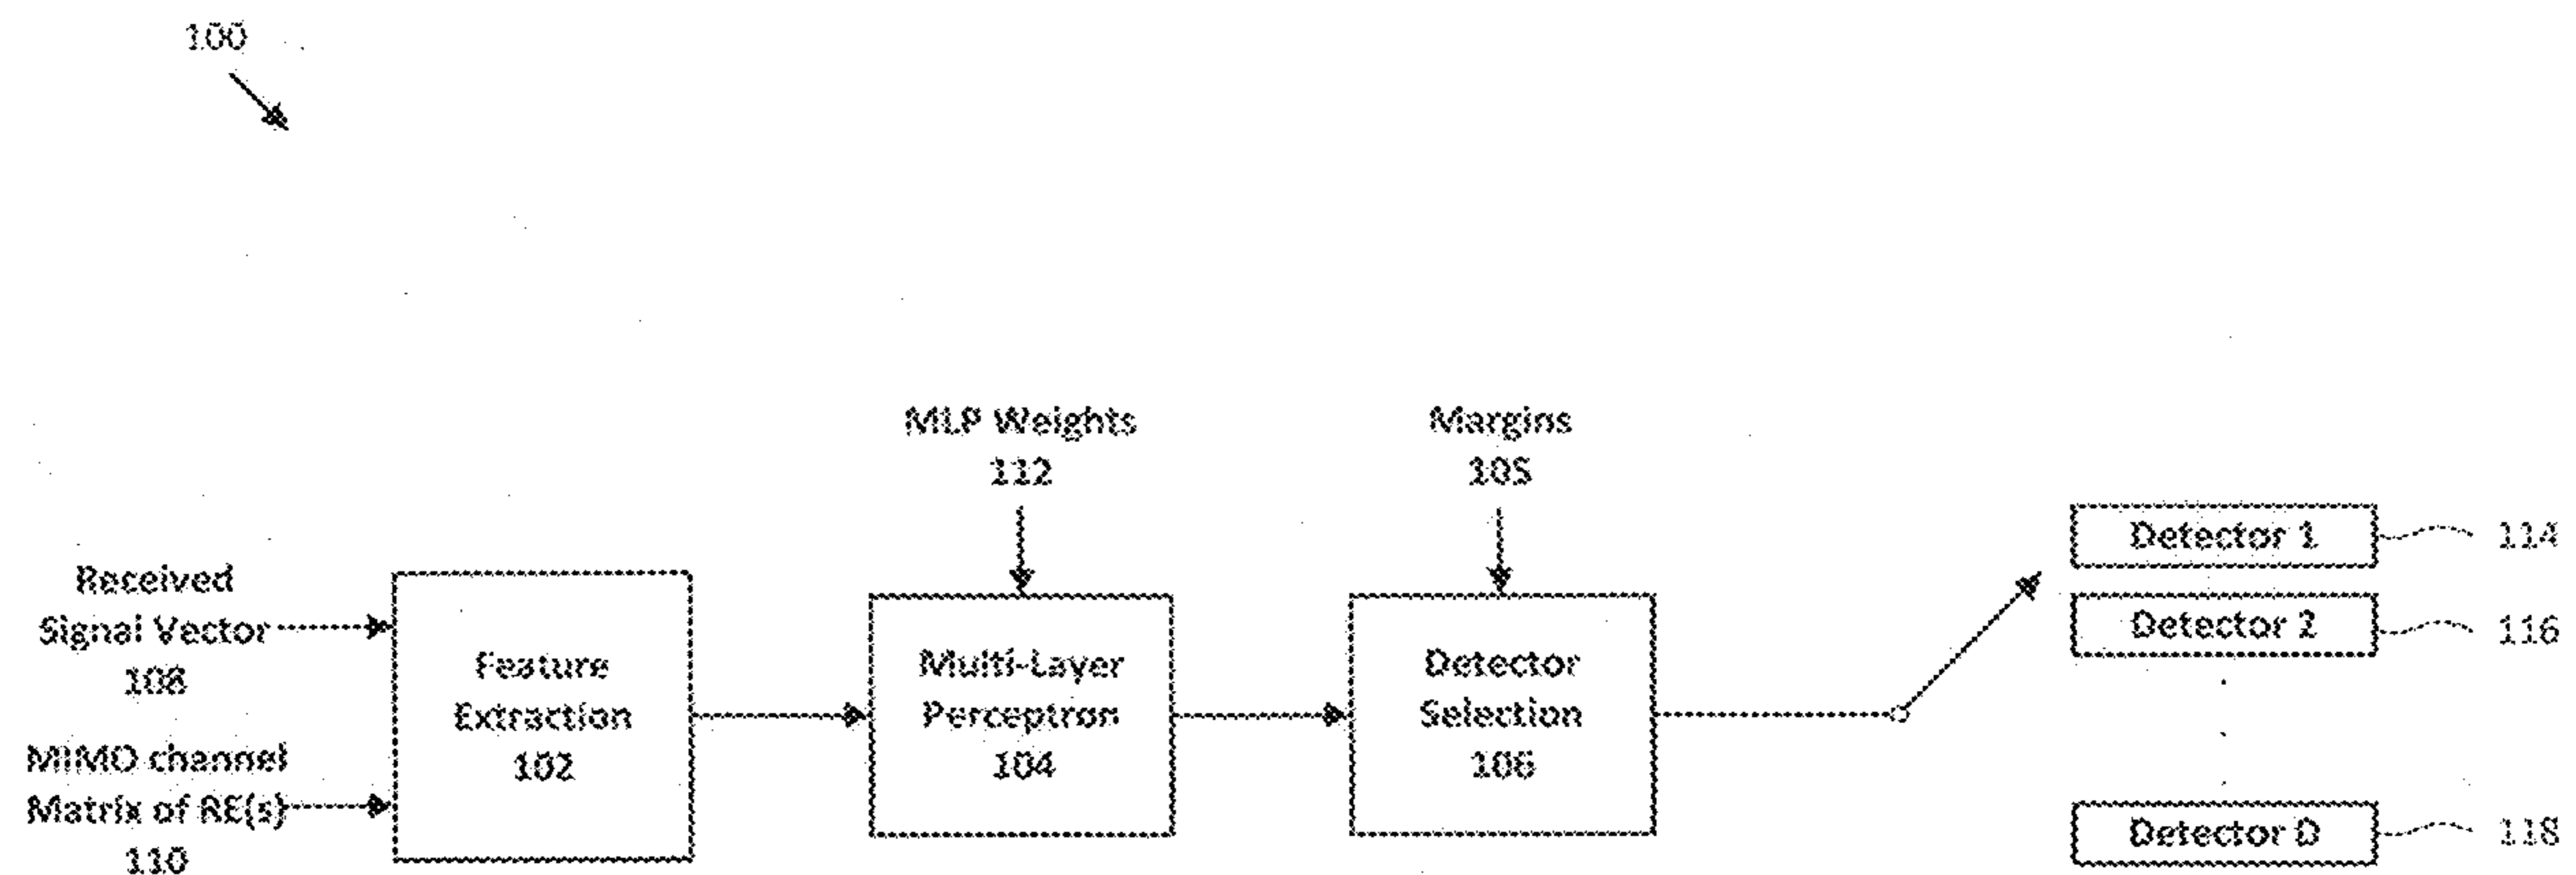 100
MLP Weights
112
Margins
105
Received
Signal Vector
108
MIMO channel
Matrix of RE(s)
110
Feature
Extraction
102
Multi-Layer
Perceptron
104
Detector
Selection
106
Detector 1
114
Detector 2
116
Detector D
118